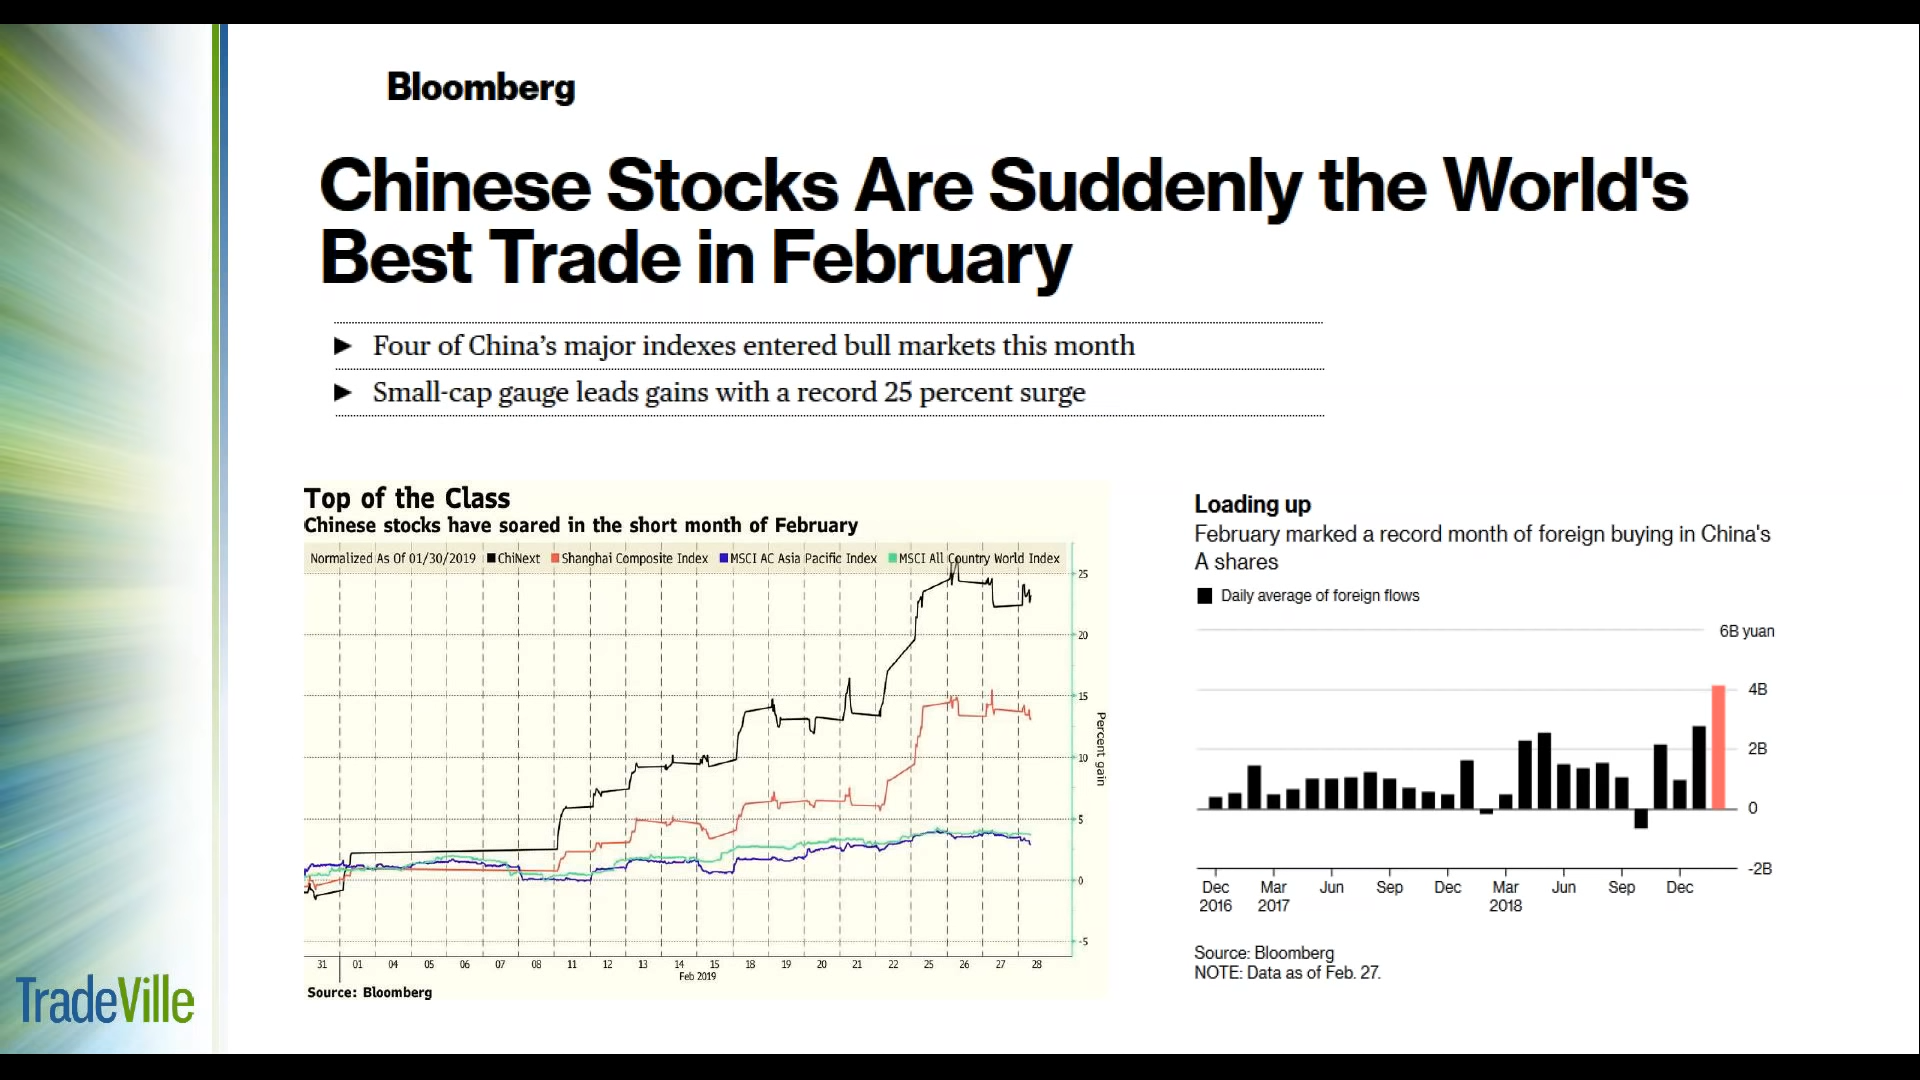 Bloomberg
Chinese Stocks Are Suddenly the World's
Best Trade in February
► Four of China’s major indexes entered bull markets this month
► Small-cap gauge leads gains with a record 25 percent surge
Top of the Class
Chinese stocks have soared in the short month of February
Normalized As Of 01/30/2019 ChiNext Shanghai Composite Index MSCI AC Asia Pacific Index MSCI All Country World Index
25
20
15
10
5
0
-5
Percent gain
31 01 04 05 06 07 08 11 12 13 14 15 18 19 20 21 22 25 26 27 28
Feb 2019
Source: Bloomberg
Loading up
February marked a record month of foreign buying in China's
A shares
Daily average of foreign flows
6B yuan
4B
2B
0
-2B
Dec Mar Jun Sep Dec Mar Jun Sep Dec
2016 2017 2018
Source: Bloomberg
NOTE: Data as of Feb. 27.
TradeVille